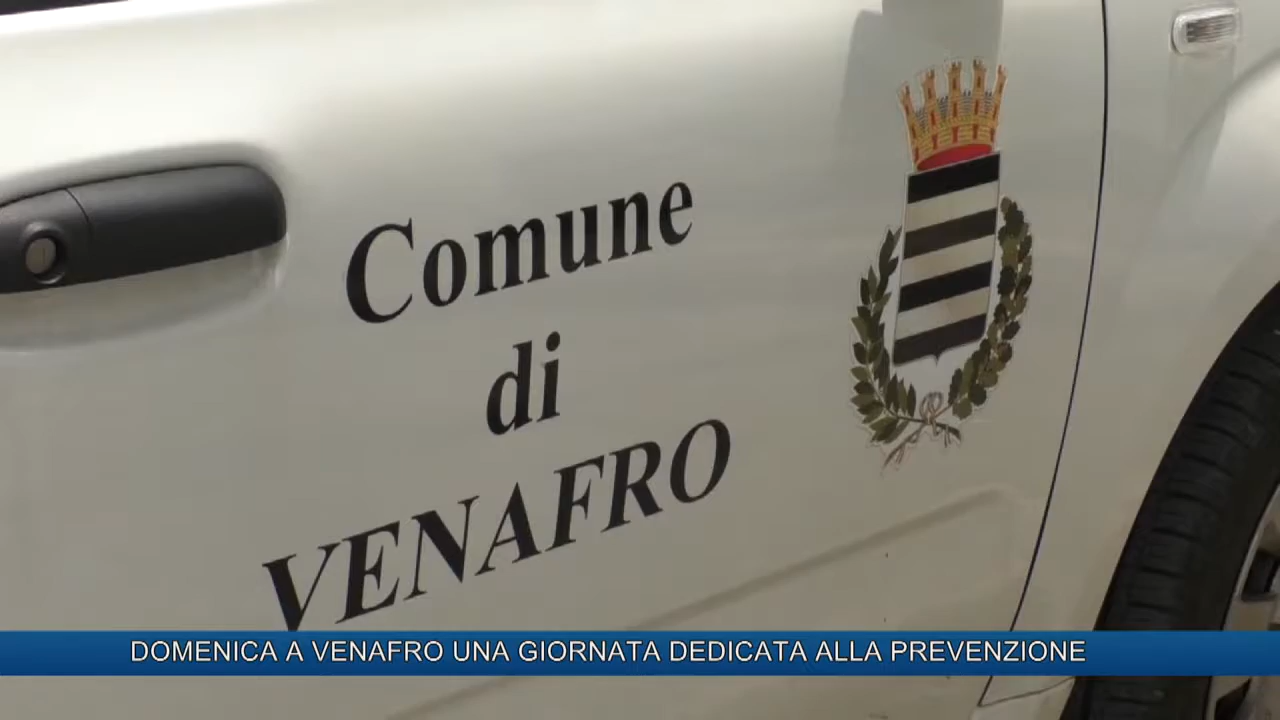 Comune
di
VENAFRO
DOMENICA A VENAFRO UNA GIORNATA DEDICATA ALLA PREVENZIONE